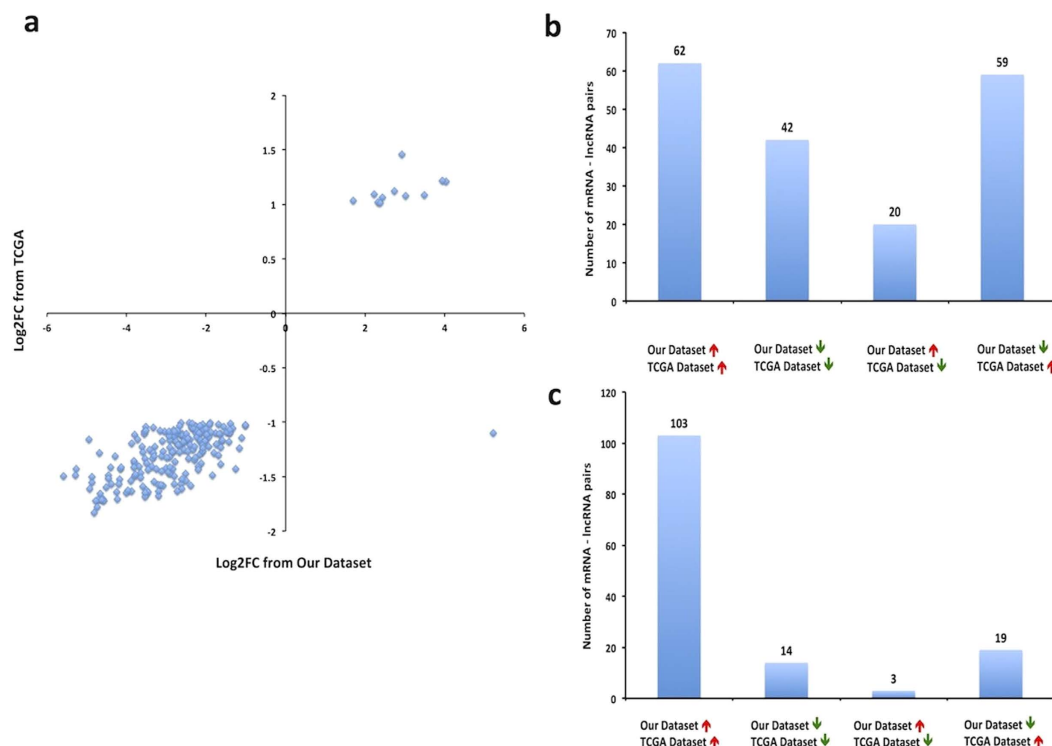 a
Log2FC from TCGA
2
1.5
1
0.5
0
-6
-4
-2
0
2
4
6
-0.5
-1
-1.5
-2
Log2FC from Our Dataset
b
Number of mRNA - lncRNA pairs
70
60
50
40
30
20
10
0
62
42
20
59
Our Dataset ↑
TCGA Dataset ↑
Our Dataset ↓
TCGA Dataset ↓
Our Dataset ↑
TCGA Dataset ↓
Our Dataset ↓
TCGA Dataset ↑
c
Number of mRNA - lncRNA pairs
120
100
80
60
40
20
0
103
14
3
19
Our Dataset ↑
TCGA Dataset ↑
Our Dataset ↓
TCGA Dataset ↓
Our Dataset ↑
TCGA Dataset ↓
Our Dataset ↓
TCGA Dataset ↑